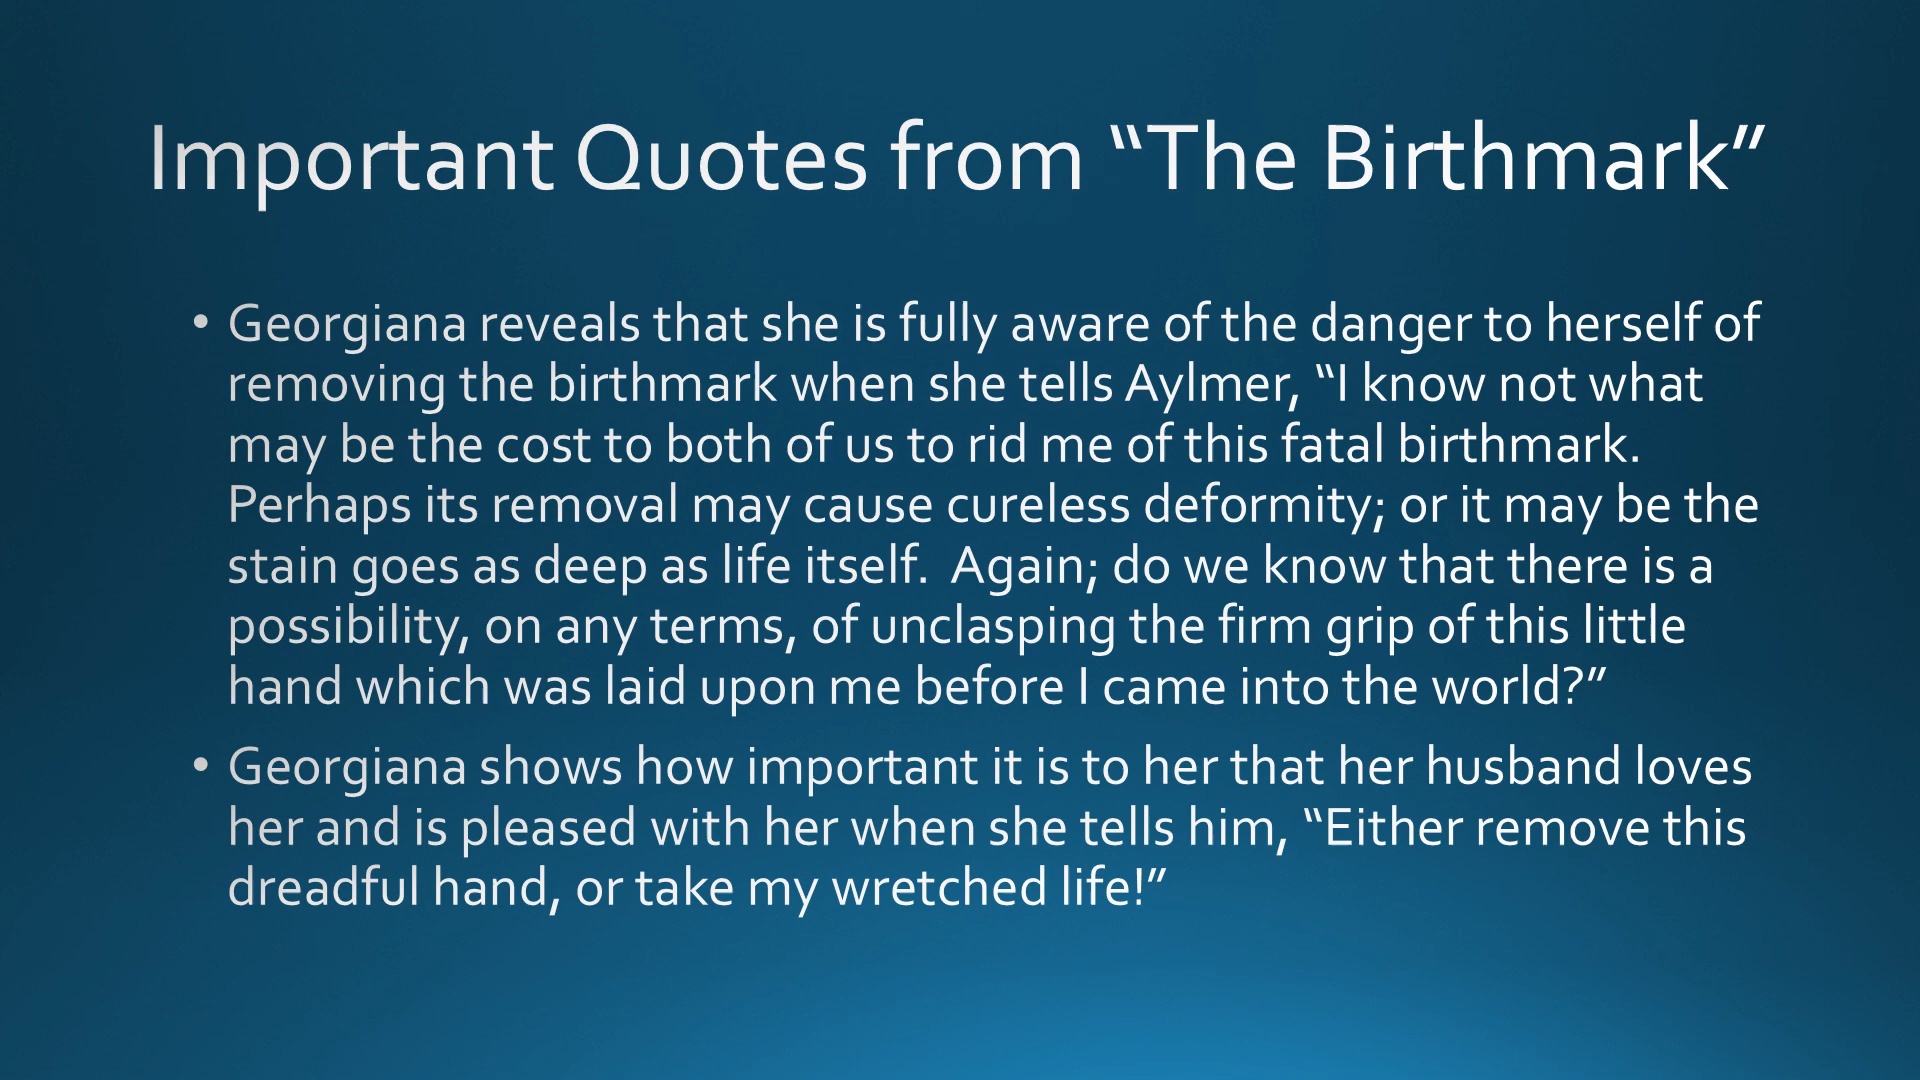 Important Quotes from “The Birthmark”
• Georgiana reveals that she is fully aware of the danger to herself of
removing the birthmark when she tells Aylmer, “I know not what
may be the cost to both of us to rid me of this fatal birthmark.
Perhaps its removal may cause cureless deformity; or it may be the
stain goes as deep as life itself.  Again; do we know that there is a
possibility, on any terms, of unclasping the firm grip of this little
hand which was laid upon me before I came into the world?”
• Georgiana shows how important it is to her that her husband loves
her and is pleased with her when she tells him, “Either remove this
dreadful hand, or take my wretched life!”